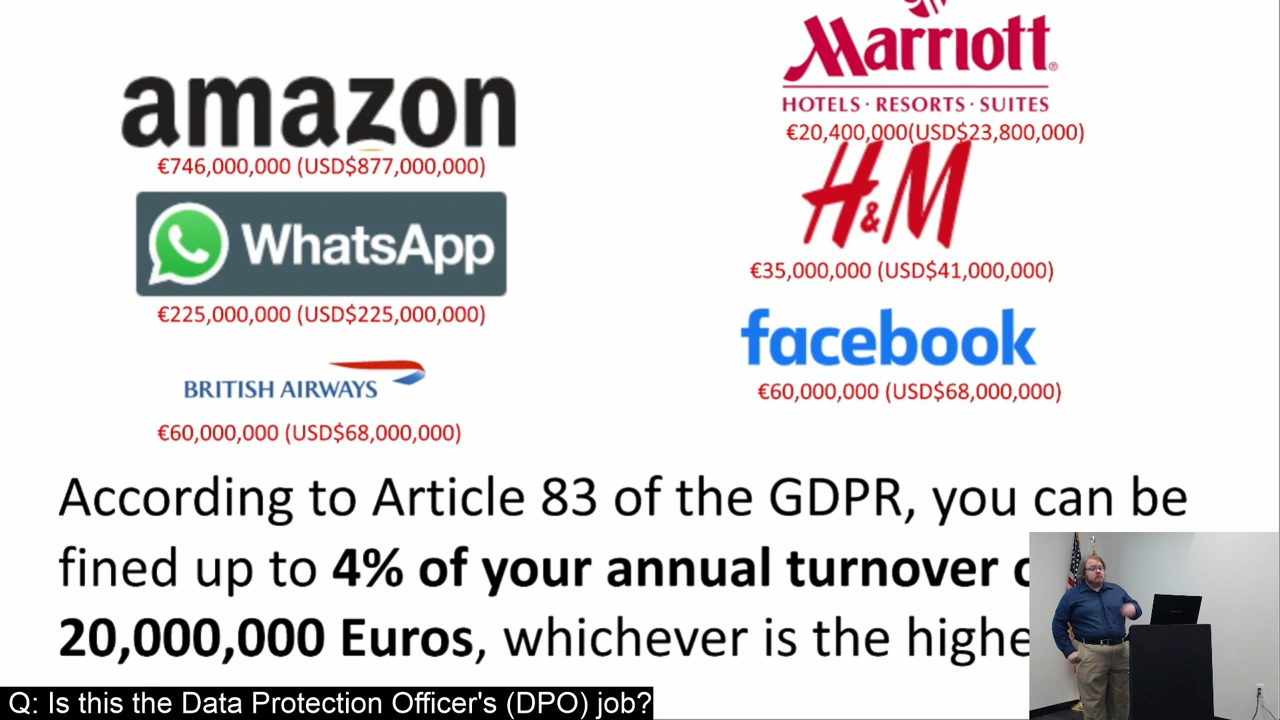 amazon
€746,000,000 (USD$877,000,000)
WhatsApp
€225,000,000 (USD$225,000,000)
BRITISH AIRWAYS
€60,000,000 (USD$68,000,000)
Marriott®
HOTELS · RESORTS · SUITES
€20,400,000(USD$23,800,000)
H&M
€35,000,000 (USD$41,000,000)
facebook
€60,000,000 (USD$68,000,000)
According to Article 83 of the GDPR, you can be
fined up to 4% of your annual turnover
20,000,000 Euros, whichever is the
Q: Is this the Data Protection Officer's (DPO) job?